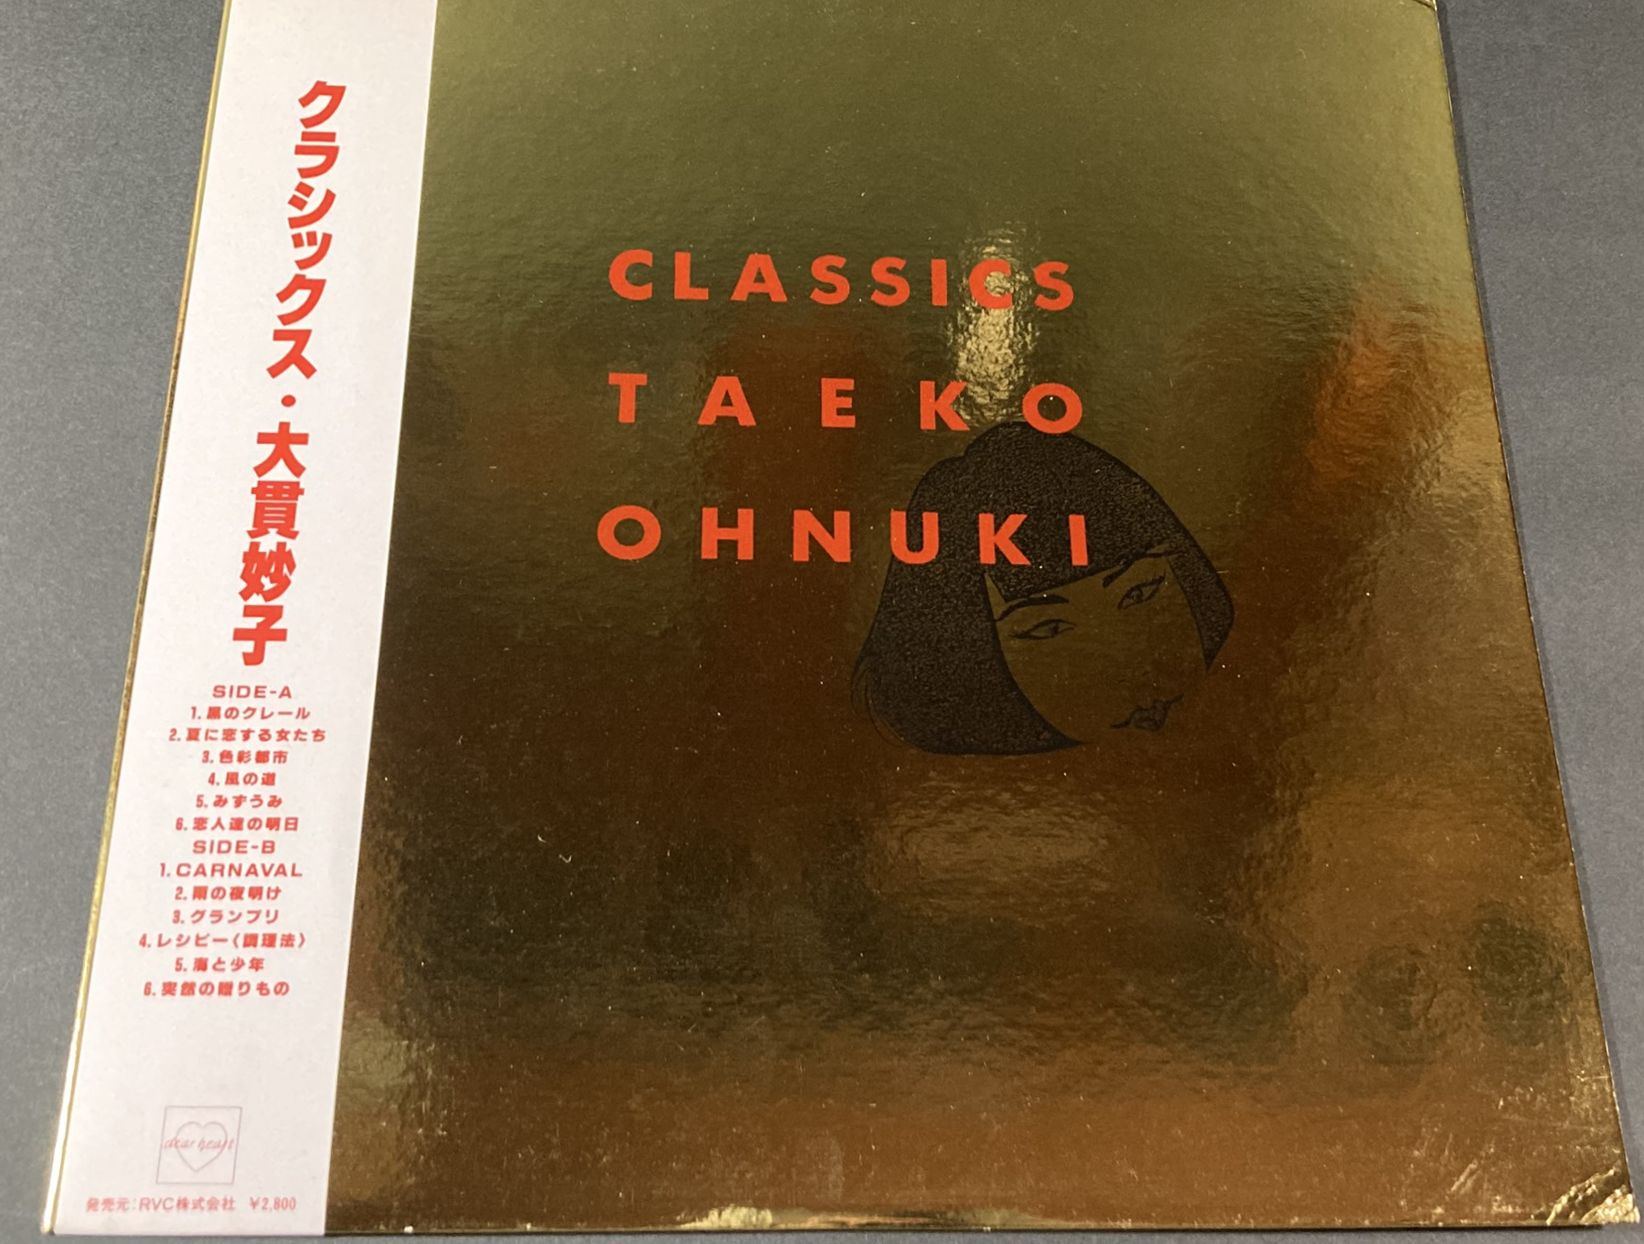 クラシックス・大貫妙子
SIDE-A
1.黒のクレール
2.夏に恋する女たち
3.色彩都市
4.風の道
5.みずうみ
6.恋人達の明日
SIDE-B
1.CARNAVAL
2.雨の夜明け
3.グランプリ
4.レシピー〈調理法〉
5.海と少年
6.突然の贈りもの
dear heart
発売元:RVC株式会社 ¥2,800
CLASSICS
TAEKO
OHNUKI